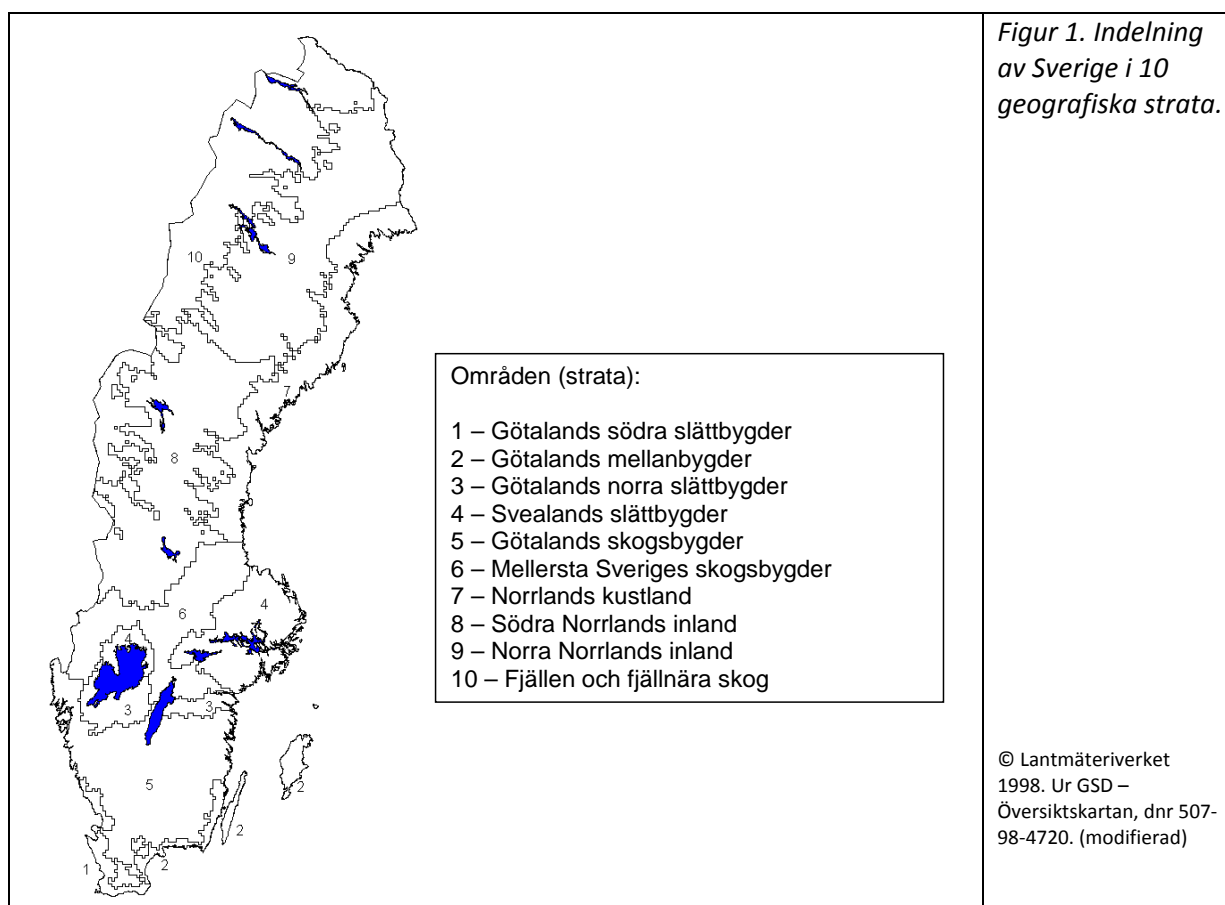 Figur 1. Indelning
av Sverige i 10
geografiska strata.
10
9
7
8
6
4
4
3
3
5
2
2
1
2
Områden (strata):
1 – Götalands södra slättbygder
2 – Götalands mellanbygder
3 – Götalands norra slättbygder
4 – Svealands slättbygder
5 – Götalands skogsbygder
6 – Mellersta Sveriges skogsbygder
7 – Norrlands kustland
8 – Södra Norrlands inland
9 – Norra Norrlands inland
10 – Fjällen och fjällnära skog
© Lantmäteriverket
1998. Ur GSD –
Översiktskartan, dnr 507-
98-4720. (modifierad)